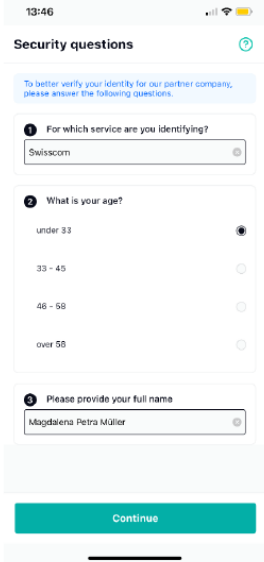 13:46
Security questions
?
To better verify your identity for our partner company,
please answer the following questions.
1 For which service are you identifying?
Swisscom
2 What is your age?
under 33
33 - 45
46 - 58
over 58
3 Please provide your full name
Magdalena Petra Müller
Continue